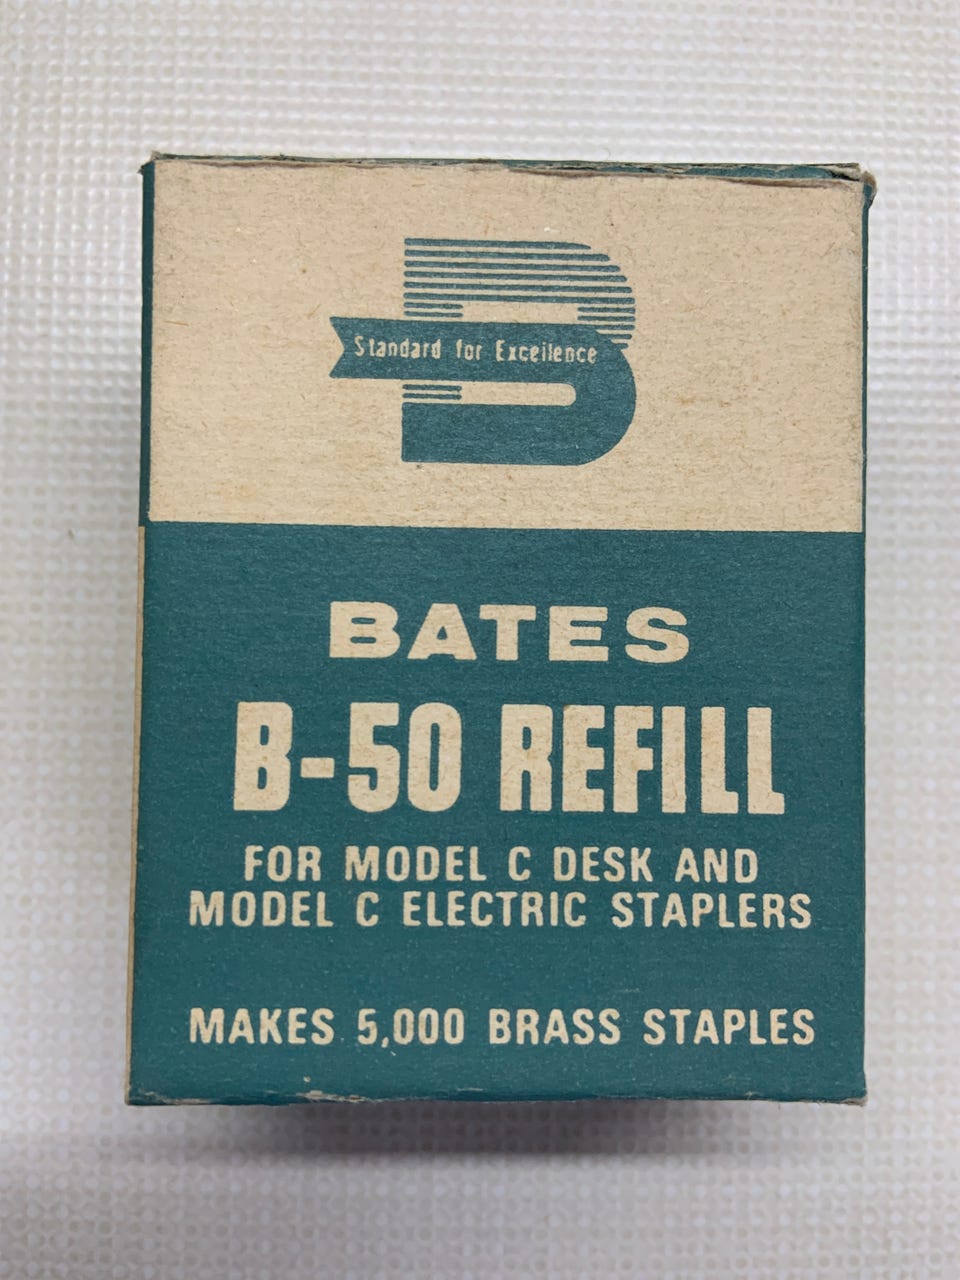 Standard for Excellence
BATES
B-50 REFILL
FOR MODEL C DESK AND
MODEL C ELECTRIC STAPLERS
MAKES 5,000 BRASS STAPLES